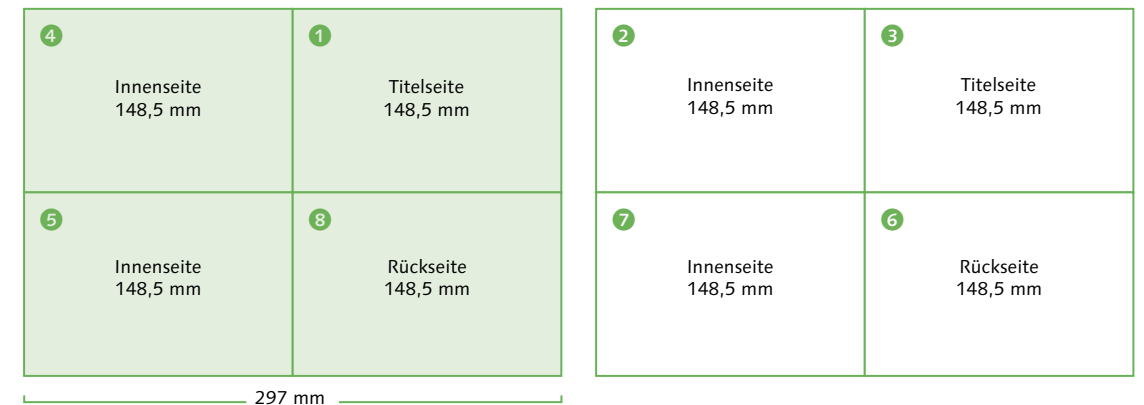 4
Innenseite
148,5 mm
1
Titelseite
148,5 mm
2
Innenseite
148,5 mm
3
Titelseite
148,5 mm
5
Innenseite
148,5 mm
8
Rückseite
148,5 mm
7
Innenseite
148,5 mm
6
Rückseite
148,5 mm
297 mm